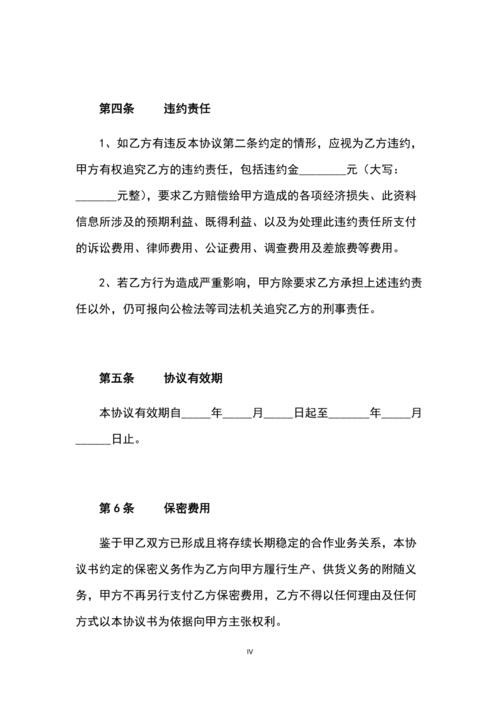 第四条 违约责任
1、如乙方有违反本协议第二条约定的情形，应视为乙方违约，
甲方有权追究乙方的违约责任，包括违约金________元（大写：
_______元整），要求乙方赔偿给甲方造成的各项经济损失、此资料
信息所涉及的预期利益、既得利益、以及为处理此违约责任所支付
的诉讼费用、律师费用、公证费用、调查费用及差旅费等费用。
2、若乙方行为造成严重影响，甲方除要求乙方承担上述违约责
任以外，仍可报向公检法等司法机关追究乙方的刑事责任。
第五条 协议有效期
本协议有效期自_____年_____月_____日起至_______年_____月
______日止。
第６条 保密费用
鉴于甲乙双方已形成且将存续长期稳定的合作业务关系，本协
议书约定的保密义务作为乙方向甲方履行生产、供货义务的附随义
务，甲方不再另行支付乙方保密费用，乙方不得以任何理由及任何
方式以本协议书为依据向甲方主张权利。
IV